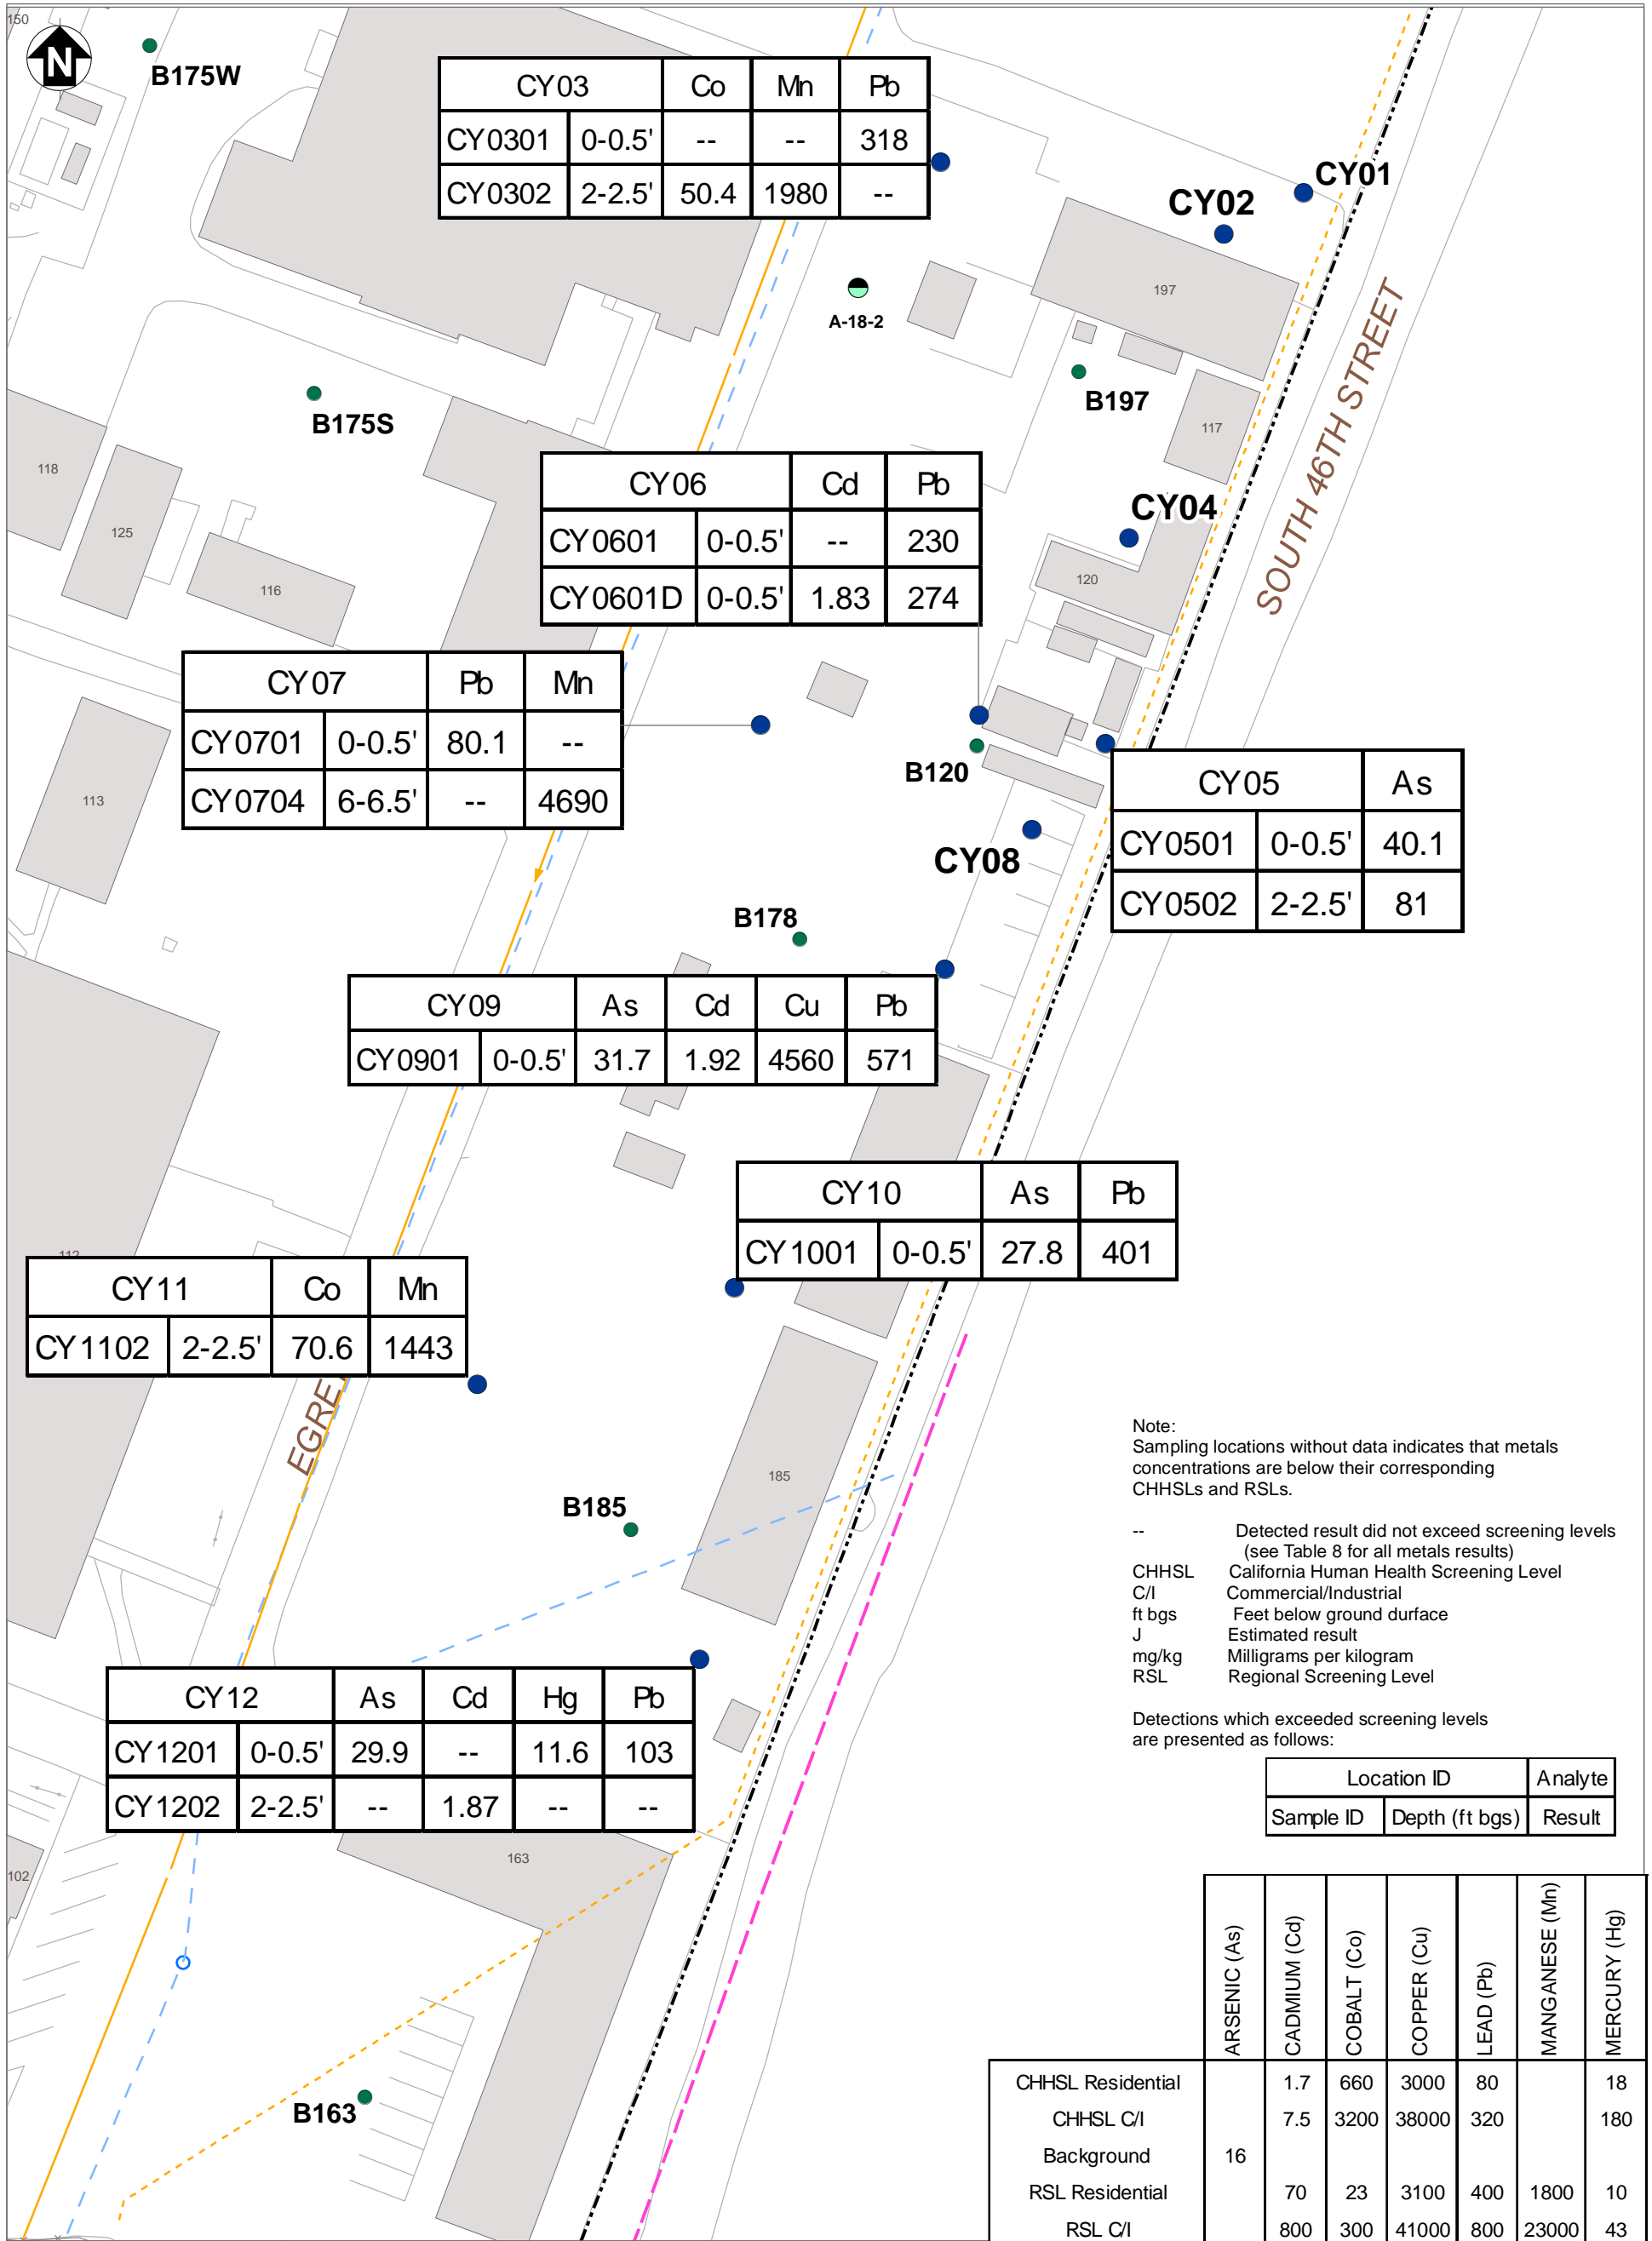 150
N
B175W
CY03 Co Mn Pb
CY0301 0-0.5' -- -- 318
CY0302 2-2.5' 50.4 1980 --
CY01
CY02
197
A-18-2
SOUTH 46TH STREET
B197
B175S
117
118
125
116
CY06 Cd Pb
CY0601 0-0.5' -- 230
CY0601D 0-0.5' 1.83 274
CY04
120
CY07 Pb Mn
CY0701 0-0.5' 80.1 --
CY0704 6-6.5' -- 4690
113
B120
CY05 As
CY0501 0-0.5' 40.1
CY0502 2-2.5' 81
CY08
B178
CY09 As Cd Cu Pb
CY0901 0-0.5' 31.7 1.92 4560 571
CY10 As Pb
CY1001 0-0.5' 27.8 401
112
CY11 Co Mn
CY1102 2-2.5' 70.6 1443
EGRE
185
B185
Note:
Sampling locations without data indicates that metals
concentrations are below their corresponding
CHHSLs and RSLs.
-- Detected result did not exceed screening levels
(see Table 8 for all metals results)
CHHSL California Human Health Screening Level
C/I Commercial/Industrial
ft bgs Feet below ground durface
J Estimated result
mg/kg Milligrams per kilogram
RSL Regional Screening Level
Detections which exceeded screening levels
are presented as follows:
Location ID Analyte
Sample ID Depth (ft bgs) Result
CY12 As Cd Hg Pb
CY1201 0-0.5' 29.9 -- 11.6 103
CY1202 2-2.5' -- 1.87 -- --
163
102
B163
ARSENIC (As) CADMIUM (Cd) COBALT (Co) COPPER (Cu) LEAD (Pb) MANGANESE (Mn) MERCURY (Hg)
CHHSL Residential 1.7 660 3000 80 18
CHHSL C/I 7.5 3200 38000 320 180
Background 16
RSL Residential 70 23 3100 400 1800 10
RSL C/I 800 300 41000 800 23000 43